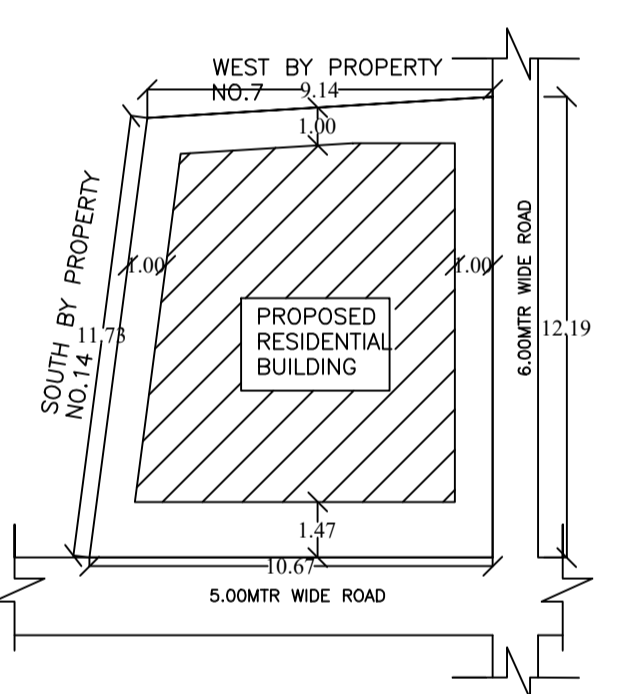 WEST BY PROPERTY
NO.7
9.14
1.00
SOUTH BY PROPERTY
NO.14
11.73
1.00
1.00
6.00MTR WIDE ROAD
12.19
PROPOSED
RESIDENTIAL
BUILDING
1.47
10.67
5.00MTR WIDE ROAD